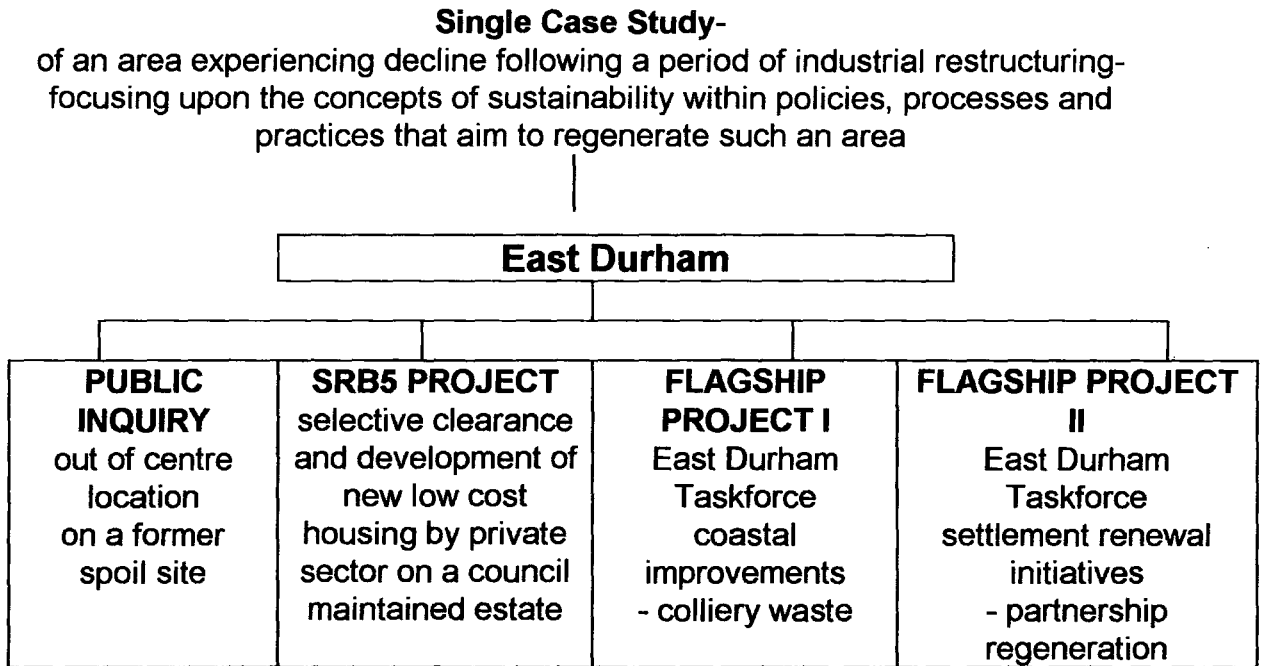 Single Case Study-
of an area experiencing decline following a period of industrial restructuring-
focusing upon the concepts of sustainability within policies, processes and
practices that aim to regenerate such an area
East Durham
PUBLIC
INQUIRY
out of centre
location
on a former
spoil site
SRB5 PROJECT
selective clearance
and development of
new low cost
housing by private
sector on a council
maintained estate
FLAGSHIP
PROJECT I
East Durham
Taskforce
coastal
improvements
- colliery waste
FLAGSHIP PROJECT
II
East Durham
Taskforce
settlement renewal
initiatives
- partnership
regeneration